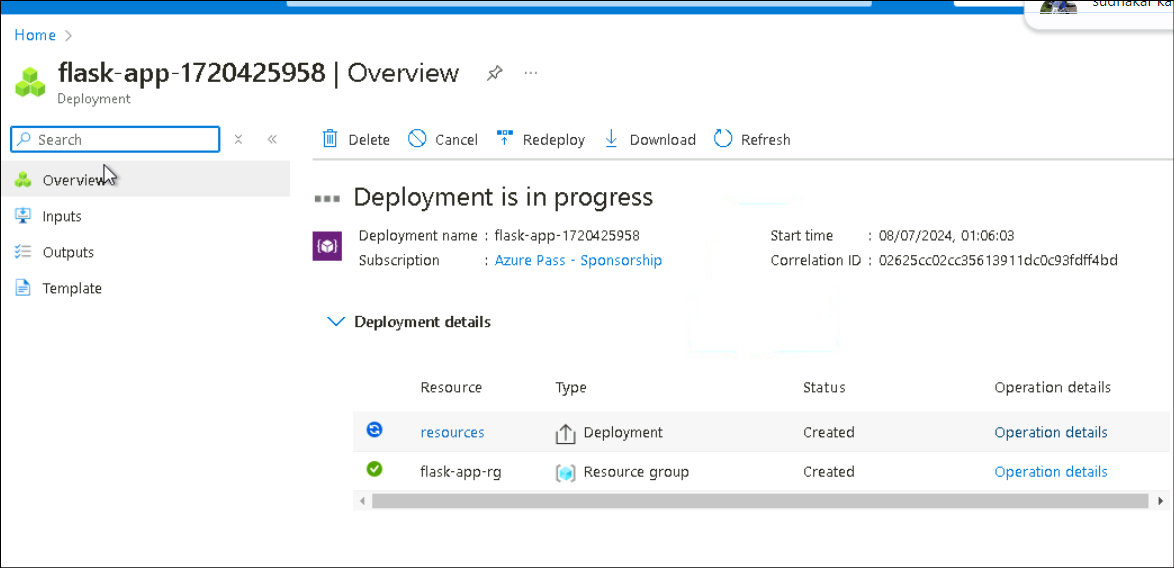 Home >
flask-app-1720425958 | Overview ...
Deployment
Search
Delete Cancel Redeploy Download Refresh
Overview
Inputs
Outputs
Template
Deployment is in progress
Deployment name : flask-app-1720425958 Start time : 08/07/2024, 01:06:03
Subscription : Azure Pass - Sponsorship Correlation ID : 02625cc02cc35613911dc0c93fdff4bd
Deployment details
Resource Type Status Operation details
resources Deployment Created Operation details
flask-app-rg Resource group Created Operation details